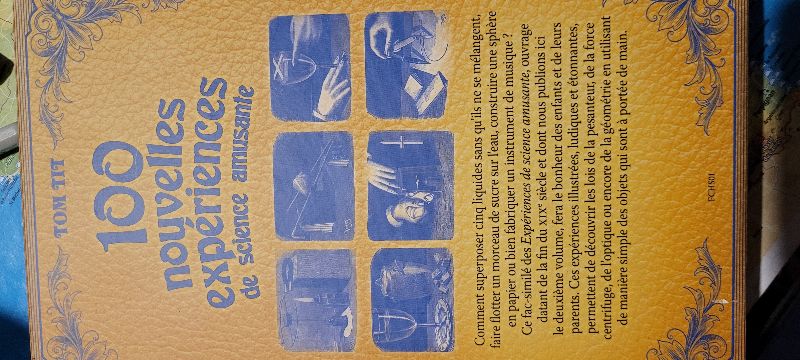 TOM TIT
100
nouvelles
expériences
de science amusante
Comment superposer cinq liquides sans qu'ils ne se mélangent,
faire flotter un morceau de sucre sur l'eau, construire une sphère
en papier ou bien fabriquer un instrument de musique ?
Ce fac-similé des Expériences de science amusante, ouvrage
datant de la fin du XIXe siècle et dont nous publions ici
le deuxième volume, fera le bonheur des enfants et de leurs
parents. Ces expériences illustrées, ludiques et étonnantes,
permettent de découvrir les lois de la pesanteur, de la force
centrifuge, de l'optique ou encore de la géométrie en utilisant
de manière simple des objets qui sont à portée de main.